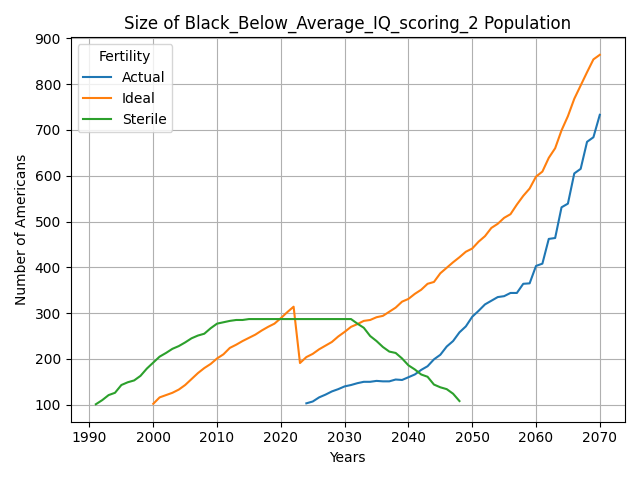 Size of Black_Below_Average_IQ_scoring_2 Population
Number of Americans
900
800
700
600
500
400
300
200
100
Fertility
Actual
Ideal
Sterile
1990 2000 2010 2020 2030 2040 2050 2060 2070
Years